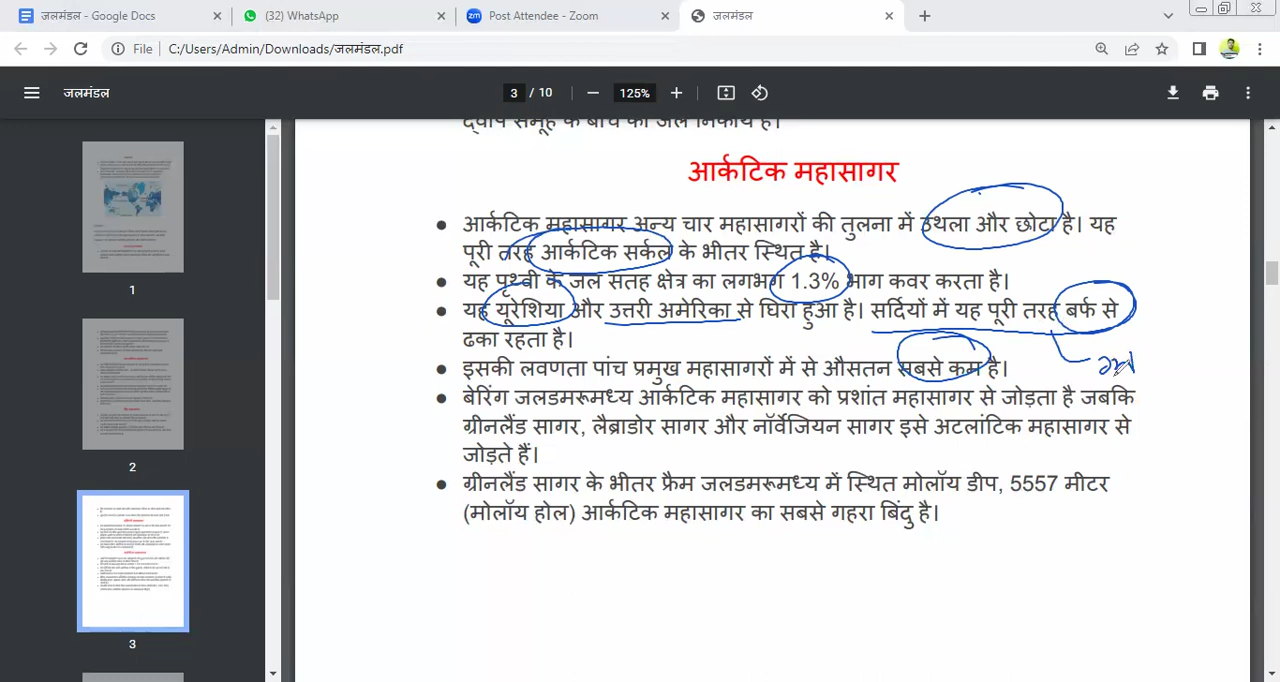 जलमंडल - Google Docs
(32) WhatsApp
Post Attendee - Zoom
जलमंडल
File
C:/Users/Admin/Downloads/जलमंडल.pdf
जलमंडल
3 / 10
125%
द्वीप समूह के बीच का जल निकाय है।
आर्कटिक महासागर
● आर्कटिक महासागर अन्य चार महासागरों की तुलना में उथला और छोटा है। यह
पूरी तरह आर्कटिक सर्कल के भीतर स्थित है।
● यह पृथ्वी के जल सतह क्षेत्र का लगभग 1.3% भाग कवर करता है।
● यह यूरेशिया और उत्तरी अमेरिका से घिरा हुआ है। सर्दियों में यह पूरी तरह बर्फ से
ढका रहता है।
● इसकी लवणता पांच प्रमुख महासागरों में से औसतन सबसे कम है।
● बेरिंग जलडमरूमध्य आर्कटिक महासागर को प्रशांत महासागर से जोड़ता है जबकि
ग्रीनलैंड सागर, लैब्राडोर सागर और नॉर्वेजियन सागर इसे अटलांटिक महासागर से
जोड़ते हैं।
● ग्रीनलैंड सागर के भीतर फ्रैम जलडमरूमध्य में स्थित मोलॉय डीप, 5557 मीटर
(मोलॉय होल) आर्कटिक महासागर का सबसे गहरा बिंदु है।
1
2
3